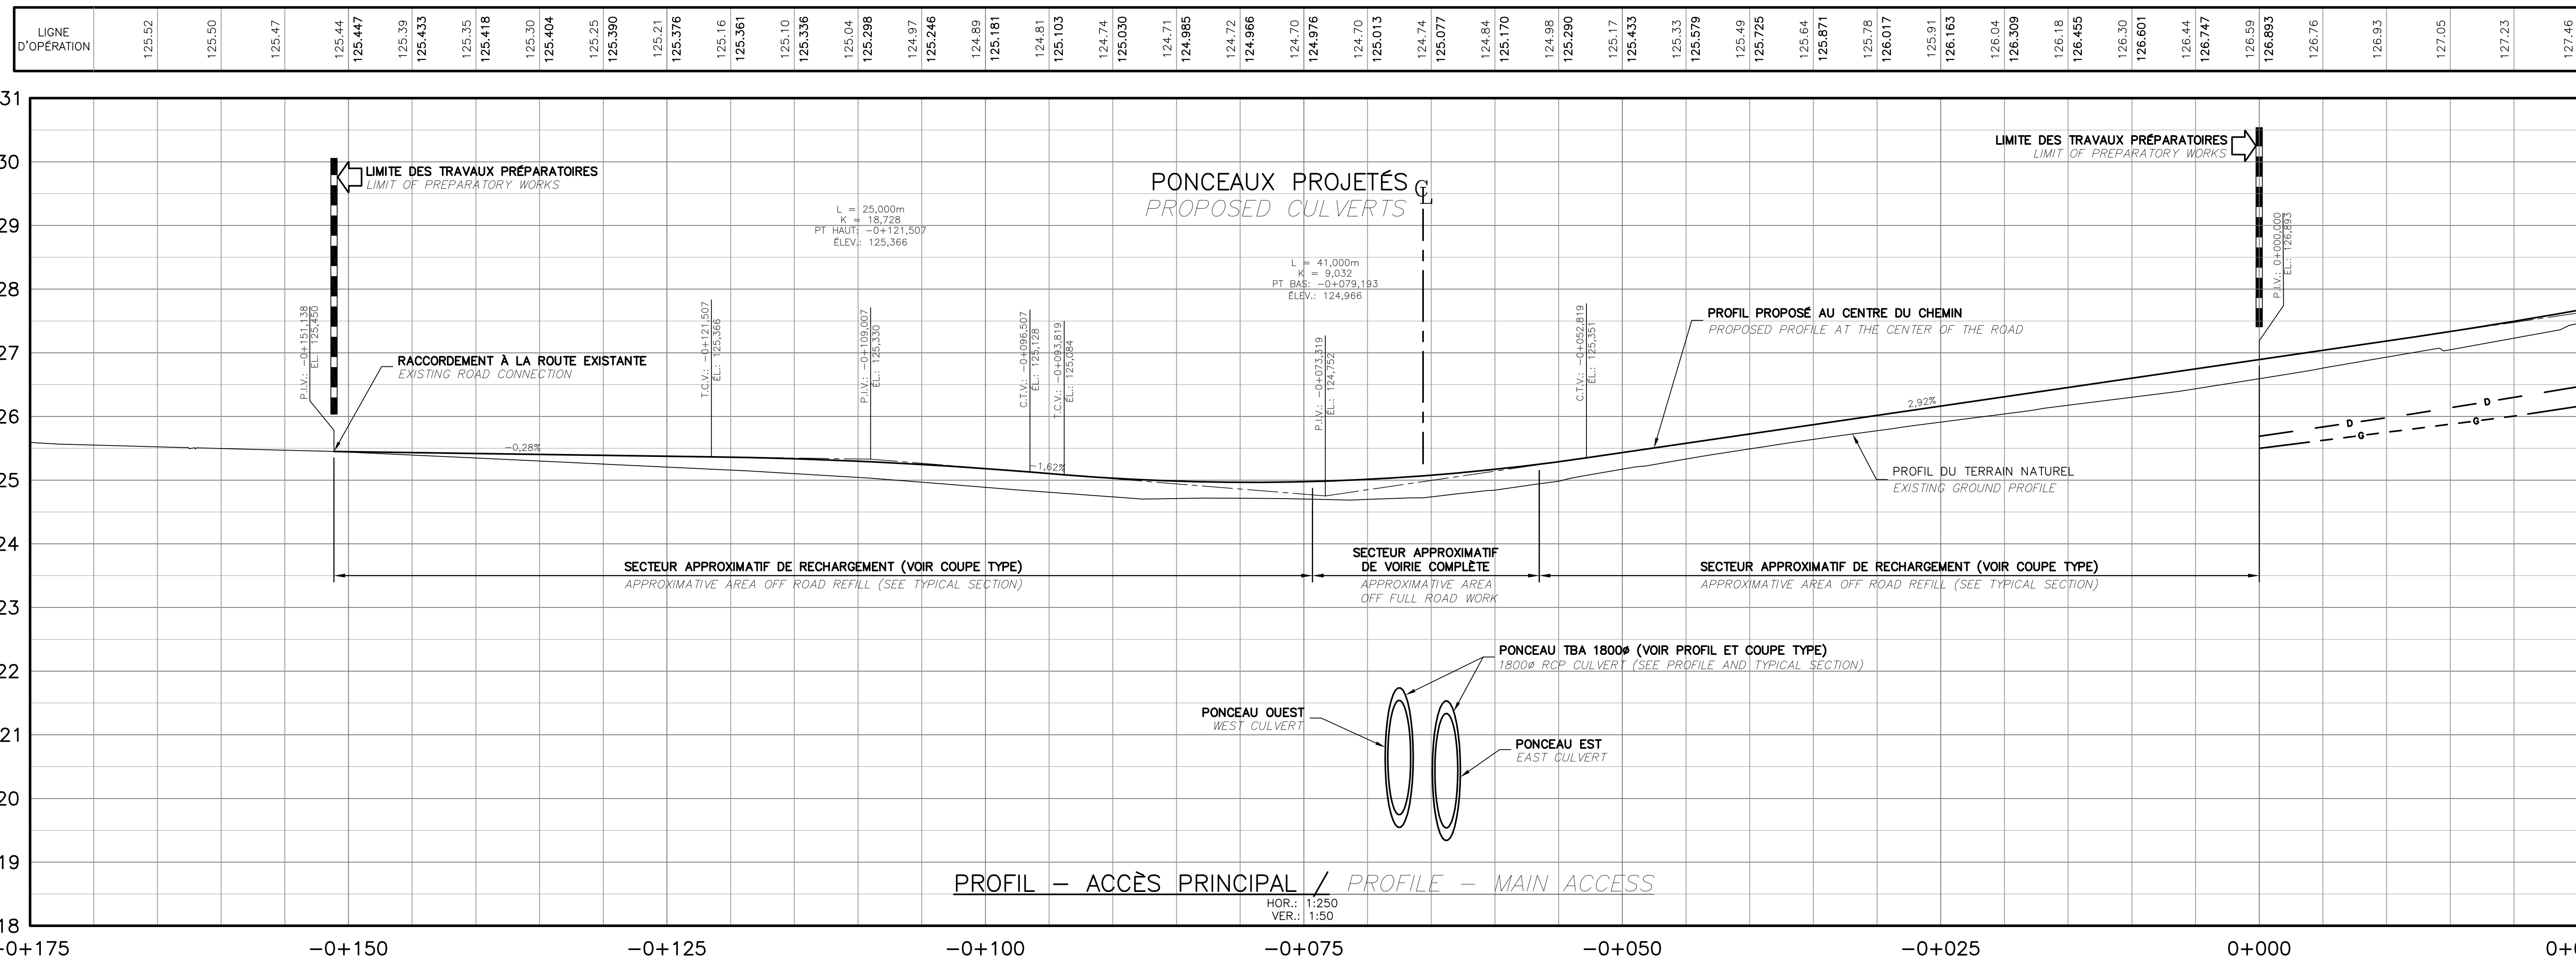 LIGNE
D'OPÉRATION
125.52
125.50
125.47
125.44
125.447
125.39
125.433
125.35
125.418
125.30
125.404
125.25
125.390
125.21
125.376
125.16
125.361
125.10
125.336
125.04
125.298
124.97
125.246
124.89
125.181
124.81
125.103
124.74
125.030
124.71
124.985
124.72
124.966
124.70
124.976
124.70
125.013
124.74
125.077
124.84
125.170
124.98
125.290
125.17
125.433
125.33
125.579
125.49
125.725
125.64
125.871
125.78
126.017
125.91
126.163
126.04
126.309
126.18
126.455
126.30
126.601
126.44
126.747
126.59
126.893
126.76
126.93
127.05
127.23
127.46
31
30
29
28
27
26
25
24
23
22
21
20
19
18
LIMITE DES TRAVAUX PRÉPARATOIRES
LIMIT OF PREPARATORY WORKS
LIMITE DES TRAVAUX PRÉPARATOIRES
LIMIT OF PREPARATORY WORKS
PONCEAUX PROJETÉS
PROPOSED CULVERTS
CL
L = 25,000m
K = 18,728
PT HAUT: -0+121,507
ÉLEV.: 125,366
L = 41,000m
K = 9,032
PT BAS: -0+079,193
ÉLEV.: 124,966
P.I.V.: -0+151,138
ÉL.: 125,450
T.C.V.: -0+121,507
ÉL.: 125,366
P.I.V.: -0+109,007
ÉL.: 125,330
C.T.V.: -0+096,507
ÉL.: 125,128
T.C.V.: -0+093,819
ÉL.: 125,084
P.I.V.: -0+073,319
ÉL.: 124,752
C.T.V.: -0+052,819
ÉL.: 125,351
P.I.V.: 0+000,000
ÉL.: 126,893
RACCORDEMENT À LA ROUTE EXISTANTE
EXISTING ROAD CONNECTION
PROFIL PROPOSÉ AU CENTRE DU CHEMIN
PROPOSED PROFILE AT THE CENTER OF THE ROAD
-0,28%
-1,62%
2,92%
D
D
G
G
PROFIL DU TERRAIN NATUREL
EXISTING GROUND PROFILE
SECTEUR APPROXIMATIF DE RECHARGEMENT (VOIR COUPE TYPE)
APPROXIMATIVE AREA OFF ROAD REFILL (SEE TYPICAL SECTION)
SECTEUR APPROXIMATIF
DE VOIRIE COMPLÈTE
APPROXIMATIVE AREA
OFF FULL ROAD WORK
SECTEUR APPROXIMATIF DE RECHARGEMENT (VOIR COUPE TYPE)
APPROXIMATIVE AREA OFF ROAD REFILL (SEE TYPICAL SECTION)
PONCEAU TBA 1800ø (VOIR PROFIL ET COUPE TYPE)
1800ø RCP CULVERT (SEE PROFILE AND TYPICAL SECTION)
PONCEAU OUEST
WEST CULVERT
PONCEAU EST
EAST CULVERT
PROFIL - ACCÈS PRINCIPAL / PROFILE - MAIN ACCESS
HOR.: 1:250
VER.: 1:50
-0+175
-0+150
-0+125
-0+100
-0+075
-0+050
-0+025
0+000